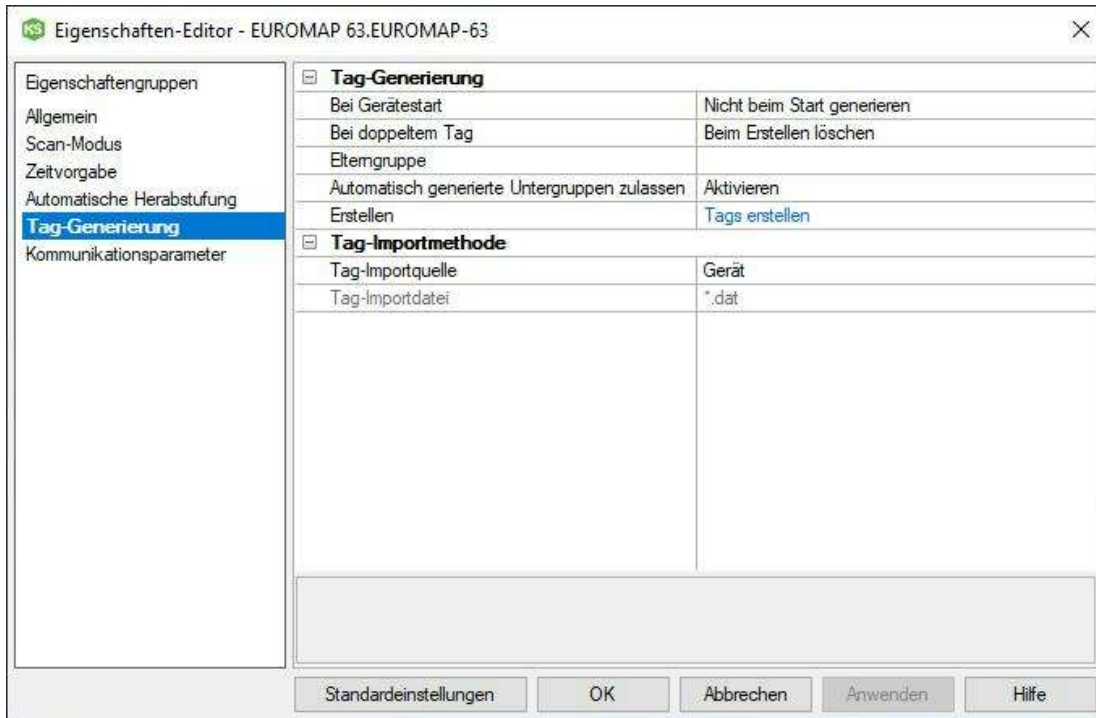 KS Eigenschaften-Editor - EUROMAP 63.EUROMAP-63
Eigenschaftengruppen
Allgemein
Scan-Modus
Zeitvorgabe
Automatische Herabstufung
Tag-Generierung
Kommunikationsparameter
Tag-Generierung
Bei Gerätestart Nicht beim Start generieren
Bei doppeltem Tag Beim Erstellen löschen
Elterngruppe
Automatisch generierte Untergruppen zulassen Aktivieren
Erstellen Tags erstellen
Tag-Importmethode
Tag-Importquelle Gerät
Tag-Importdatei *.dat
Standardeinstellungen OK Abbrechen Anwenden Hilfe